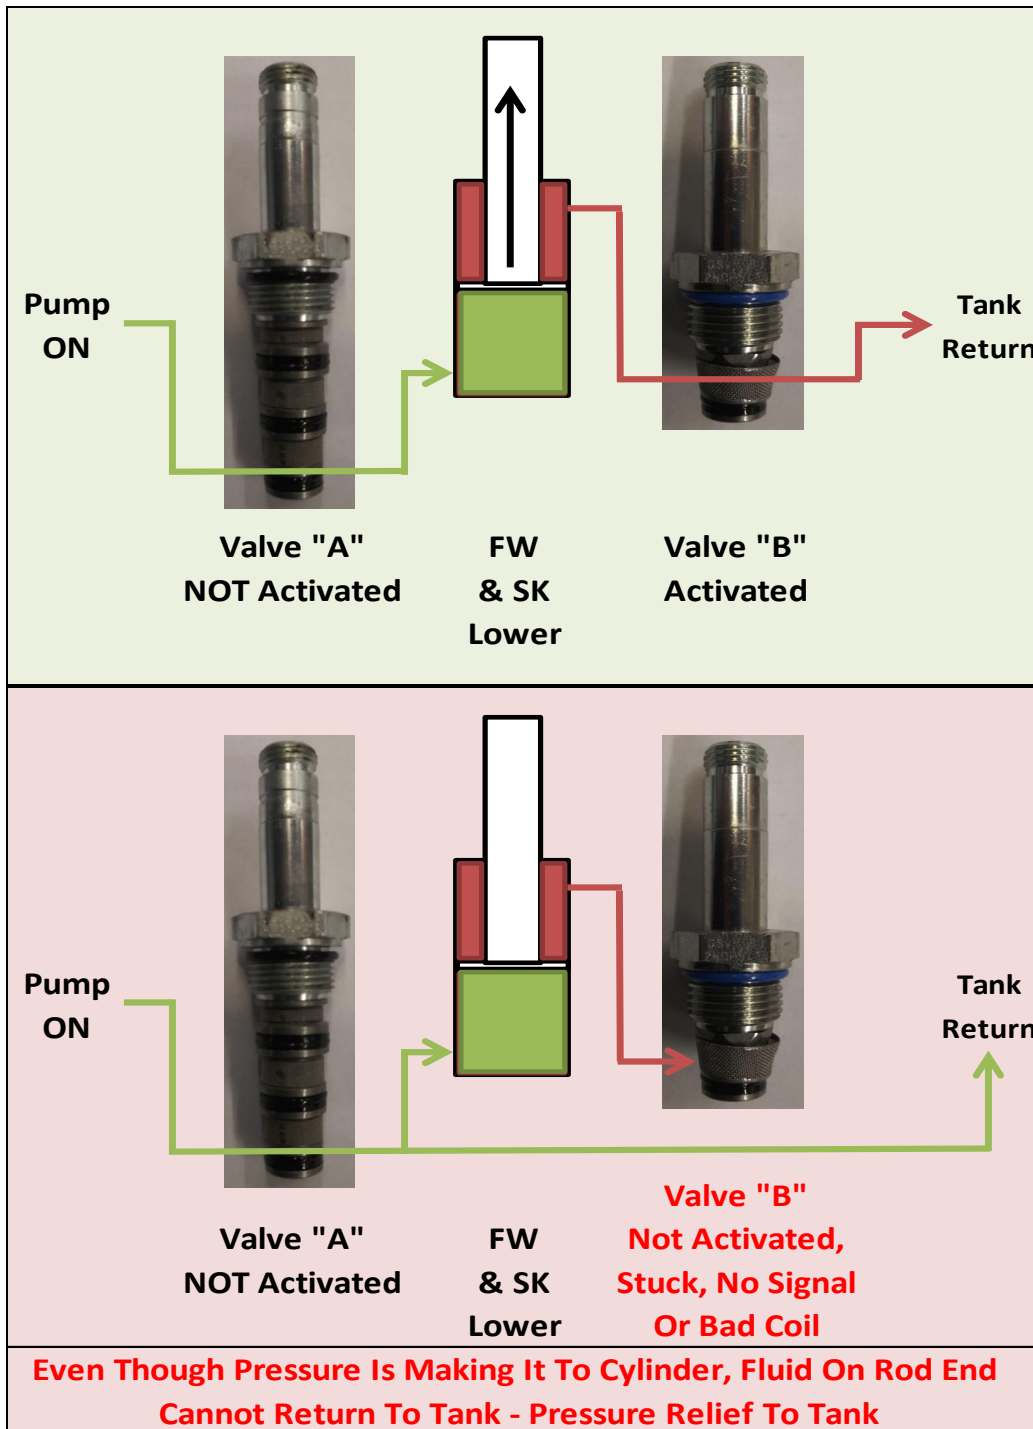 Pump
ON
Tank
Return
Valve "A"
NOT Activated
FW
& SK
Lower
Valve "B"
Activated
Pump
ON
Tank
Return
Valve "A"
NOT Activated
FW
& SK
Lower
Valve "B"
Not Activated,
Stuck, No Signal
Or Bad Coil
Even Though Pressure Is Making It To Cylinder, Fluid On Rod End
Cannot Return To Tank - Pressure Relief To Tank